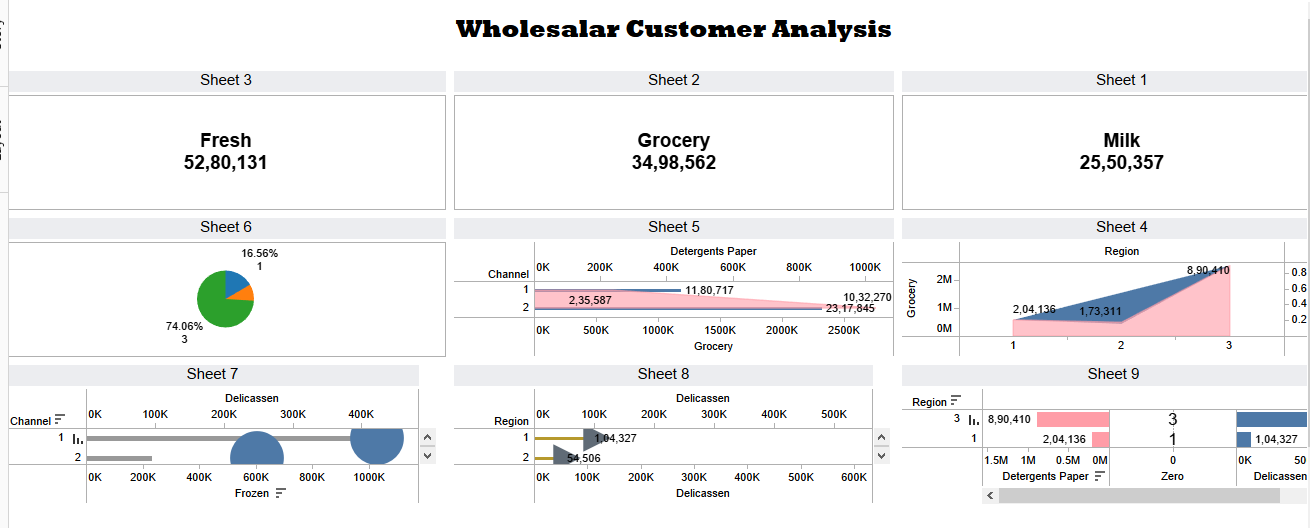 Wholesalar Customer Analysis
Sheet 3
Fresh
52,80,131
Sheet 2
Grocery
34,98,562
Sheet 1
Milk
25,50,357
Sheet 6
16.56%
1
74.06%
3
Sheet 5
Detergents Paper
Channel
0K 200K 400K 600K 800K 1000K
1 11,80,717
2,35,587 10,32,270
2 23,17,845
0K 500K 1000K 1500K 2000K 2500K
Grocery
Sheet 4
Region
Grocery
2M
1M
0M
8,90,410
2,04,136
1,73,311
0.8
0.6
0.4
0.2
1 2 3
Sheet 7
Delicassen
Channel
0K 100K 200K 300K 400K
1
2
0K 200K 400K 600K 800K 1000K
Frozen
Sheet 8
Delicassen
Region
0K 100K 200K 300K 400K 500K
1 1,04,327
2 54,506
0K 100K 200K 300K 400K 500K 600K
Delicassen
Sheet 9
Region
3 8,90,410 3
1 2,04,136 1 1,04,327
1.5M 1M 0.5M 0M 0 0K 50
Detergents Paper Zero Delicassen